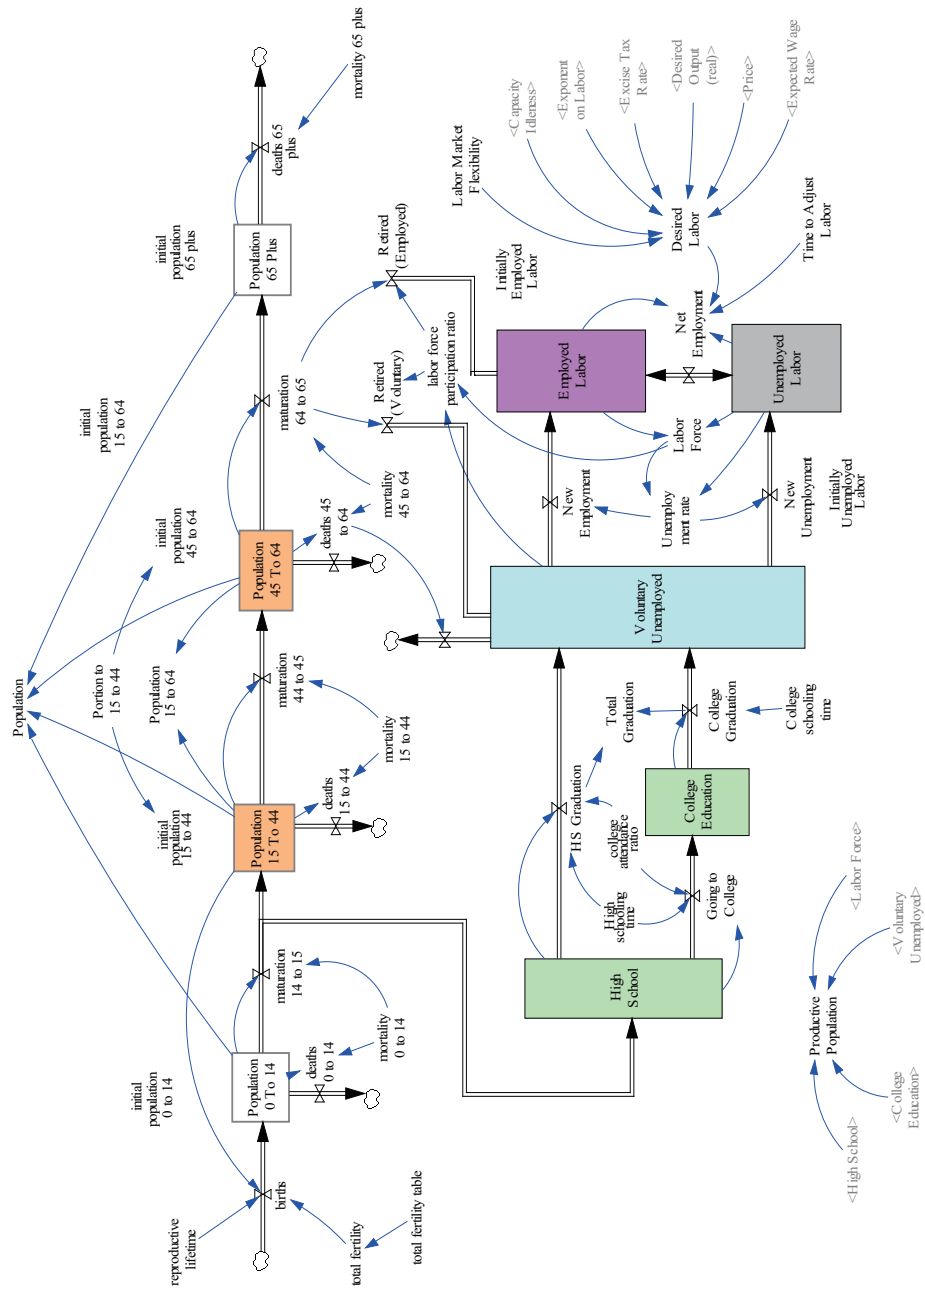 Population
initial
population
15 to 64
initial
population
65 plus
mortality 65 plus
Portion to
15 to 44
initial
population
45 to 64
Population
15 to 64
initial
population
15 to 44
initial
population
0 to 14
reproductive
lifetime
births
total fertility
total fertility table
Population
0 To 14
deaths
0 to 14
mortality
0 to 14
maturation
14 to 15
Population
15 To 44
deaths
15 to 44
mortality
15 to 44
maturation
44 to 45
Population
45 To 64
deaths 45
to 64
mortality
45 to 64
maturation
64 to 65
Population
65 Plus
deaths 65
plus
Retired
(Voluntary)
Retired
(Employed)
labor force
participation ratio
Initially
Employed
Labor
Labor Market
Flexibility
<Capacity
Idleness>
<Exponent
on Labor>
<Excise Tax
Rate>
<Desired
Output
(real)>
<Price>
<Expected Wage
Rate>
Desired
Labor
Time to Adjust
Labor
Net
Employment
Employed
Labor
Unemployed
Labor
Labor
Force
New
Employment
Unemploy
ment rate
New
Unemployment
Initially
Unemployed
Labor
Voluntary
Unemployed
Total
Graduation
College
Graduation
College
schooling
time
HS Graduation
college
attendance
ratio
College
Education
High
schooling
time
Going to
College
High
School
Productive
Population
<Labor Force>
<Voluntary
Unemployed>
<High School>
<College
Education>